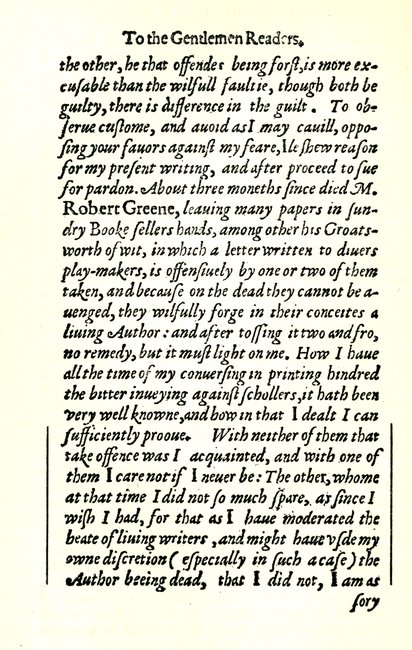 To the Gentlemen Readers.
the other, he that offendes being forſt, is more ex-
cuſable than the wilfull faultie, though both be
guilty, there is difference in the guilt. To ob-
ſerue cuſtome, and auoid as I may cauill, oppo-
ſing your fauors againſt my feare, Ile ſhew reaſon
for my preſent writing, and after proceed to ſue
for pardon. About three moneths ſince died M.
Robert Greene, leauing many papers in ſun-
dry Booke ſellers hands, among other his Groats-
worth of wit, in which a letter written to diuers
play-makers, is offenſiuely by one or two of them
taken, and becauſe on the dead they cannot be a-
uenged, they wilfully forge in their conceites a
liuing Author: and after toſſing it two and fro,
no remedy, but it muſt light on me. How I haue
all the time of my conuerſing in printing hindred
the bitter inueying againſt ſchollers, it hath been
very well knowne, and how in that I dealt I can
ſufficiently prooue. With neither of them that
take offence was I acquainted, and with one of
them I care not if I neuer be: The other, whome
at that time I did not ſo much ſpare, as ſince I
wiſh I had, for that as I haue moderated the
heate of liuing writers, and might haue vſde my
owne diſcretion (eſpecially in ſuch a caſe) the
Author beeing dead, that I did not, I am as
ſory